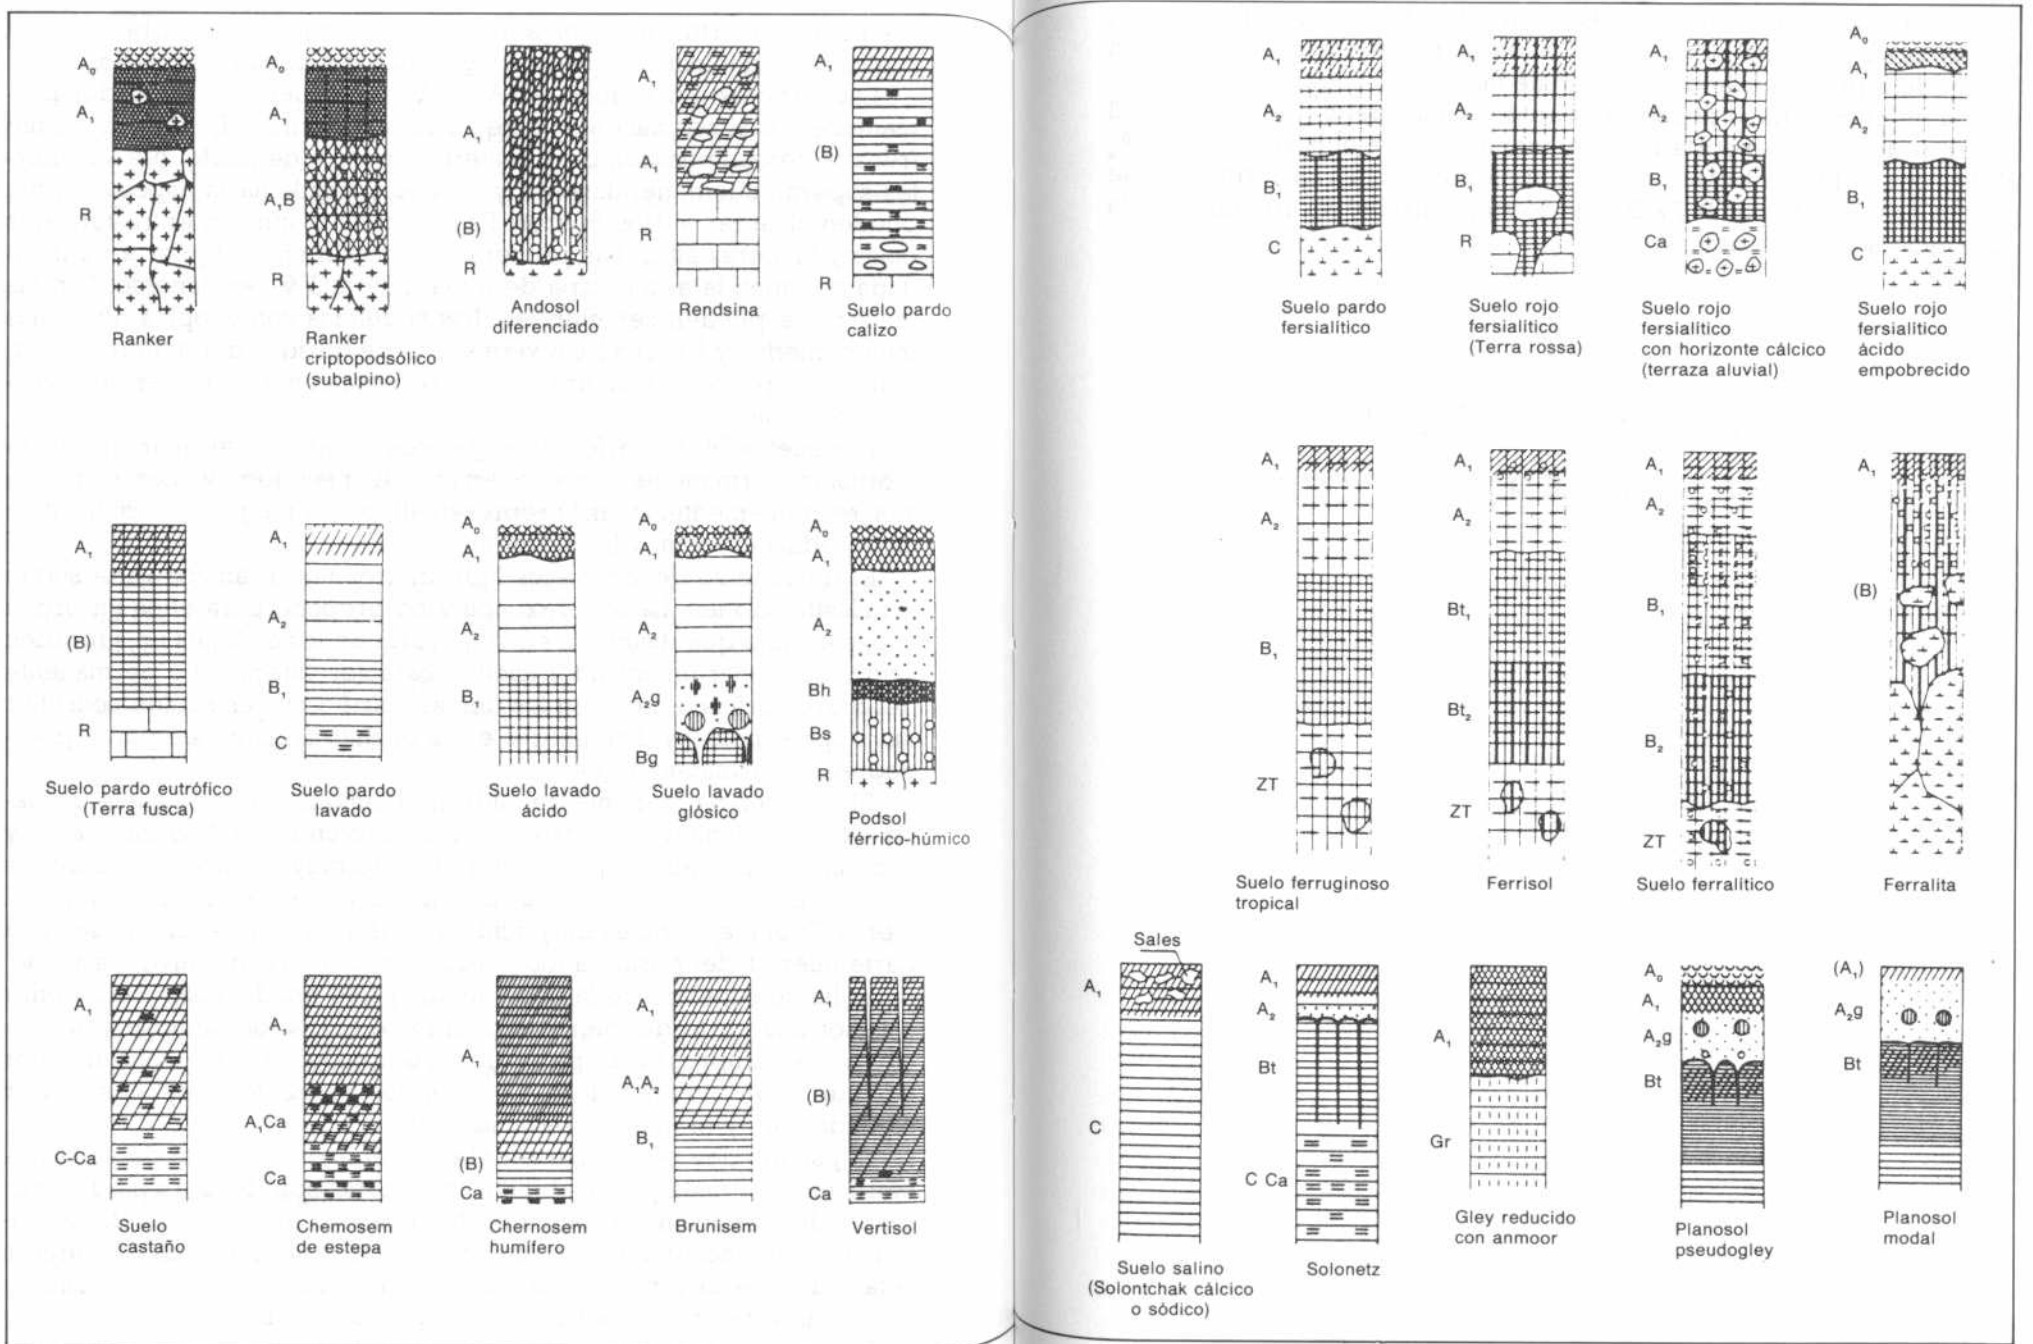 A₀
A₁
R
Ranker
A₀
A₁
A₁B
R
Ranker
criptopodsólico
(subalpino)
A₁
(B)
R
Andosol
diferenciado
A₁
A₁
R
Rendsina
A₁
(B)
R
Suelo pardo
calizo
A₁
(B)
R
Suelo pardo eutrófico
(Terra fusca)
A₁
A₂
B₁
C
Suelo pardo
lavado
A₀
A₁
A₂
B₁
Suelo lavado
ácido
A₀
A₁
A₂
A₂g
Bg
Suelo lavado
glósico
A₀
A₁
A₂
Bh
Bs
R
Podsol
férrico-húmico
A₁
C-Ca
Suelo
castaño
A₁
A₁Ca
Ca
Chemosem
de estepa
A₁
(B)
Ca
Chernosem
humífero
A₁
A₁A₂
B₁
Brunisem
A₁
(B)
Ca
Vertisol
A₁
A₂
B₁
C
Suelo pardo
fersialítico
A₁
A₂
B₁
R
Suelo rojo
fersialítico
(Terra rossa)
A₁
A₂
B₁
Ca
Suelo rojo
fersialítico
con horizonte cálcico
(terraza aluvial)
A₀
A₁
A₂
B₁
C
Suelo rojo
fersialítico
ácido
empobrecido
A₁
A₂
B₁
ZT
Suelo ferruginoso
tropical
A₁
A₂
Bt₁
Bt₂
ZT
Ferrisol
A₁
A₂
B₁
B₂
ZT
Suelo ferralítico
A₁
(B)
Ferralita
Sales
A₁
C
Suelo salino
(Solontchak cálcico
o sódico)
A₁
A₂
Bt
C Ca
Solonetz
A₁
Gr
Gley reducido
con anmoor
A₀
A₁
A₂g
Bt
Planosol
pseudogley
(A₁)
A₂g
Bt
Planosol
modal